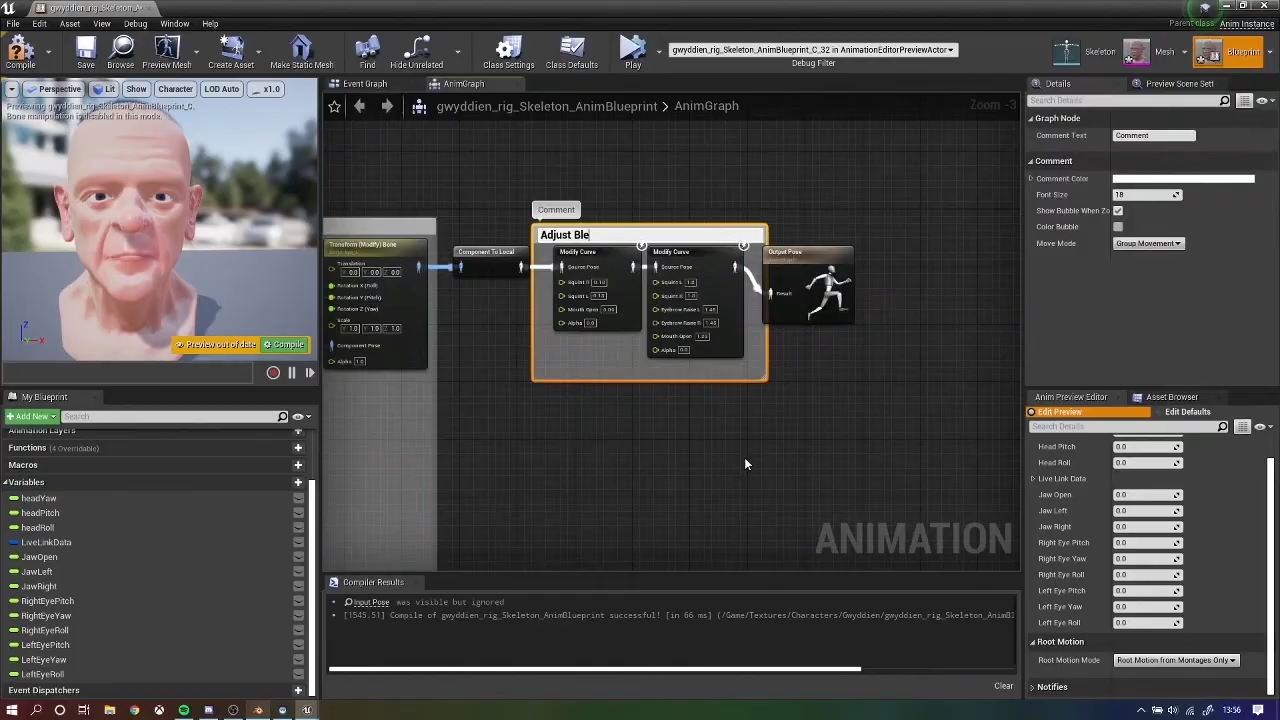 gwyddien_rig_Skeleton_An
Parent class:
Anim Instance
File
Edit
Asset
View
Debug
Window
Help
Compile
Save
Browse
Preview Mesh
Create Asset
Make Static Mesh
Find
Hide Unrelated
Class Settings
Class Defaults
Play
gwyddien_rig_Skeleton_AnimBlueprint_C_32 in AnimationEditorPreviewActor
Debug Filter
Skeleton
Mesh
Blueprint
Perspective
Lit
Show
Character
LOD Auto
x1.0
Previewing gwyddien_rig_Skeleton_AnimBlueprint_C.
Bone manipulation is disabled in this mode.
Preview out of date
Compile
Event Graph
AnimGraph
gwyddien_rig_Skeleton_AnimBlueprint > AnimGraph
Zoom -3
Transform (Modify) Bone
Translation
0.0 0.0 0.0
Rotation X (Roll)
Rotation Y (Pitch)
Rotation Z (Yaw)
Scale
1.0 1.0 1.0
Component Pose
Alpha 1.0
Component To Local
Comment
Adjust Ble
Modify Curve
Source Pose
Squint R 0.10
Squint L 0.13
Mouth Open 0.06
Alpha 0.0
Modify Curve
Source Pose
Squint L 1.0
Squint R 1.0
Eyebrow Raise L 1.45
Eyebrow Raise R 1.45
Mouth Open 1.25
Alpha 0.0
Output Pose
Result
ANIMATION
My Blueprint
Add New
Search
Animation Layers
Functions (4 Overridable)
Macros
Variables
headYaw
headPitch
headRoll
LiveLinkData
JawOpen
JawLeft
JawRight
RightEyePitch
RightEyeYaw
RightEyeRoll
LeftEyePitch
LeftEyeYaw
LeftEyeRoll
Event Dispatchers
Compiler Results
Input Pose was visible but ignored
[1545.51] Compile of gwyddien_rig_Skeleton_AnimBlueprint successful! [in 66 ms] (/Game/Textures/Characters/Gwyddien/gwyddien_rig_Skeleton_AnimBl
Clear
Details
Preview Scene Sett
Search Details
Graph Node
Comment Text
Comment
Comment
Comment Color
Font Size
18
Show Bubble When Zo
Color Bubble
Move Mode
Group Movement
Anim Preview Editor
Asset Browser
Edit Preview
Edit Defaults
Search Details
Head Pitch 0.0
Head Roll 0.0
Live Link Data
Jaw Open 0.0
Jaw Left 0.0
Jaw Right 0.0
Right Eye Pitch 0.0
Right Eye Yaw 0.0
Right Eye Roll 0.0
Left Eye Pitch 0.0
Left Eye Yaw 0.0
Left Eye Roll 0.0
Root Motion
Root Motion Mode
Root Motion from Montages Only
Notifies
13:56